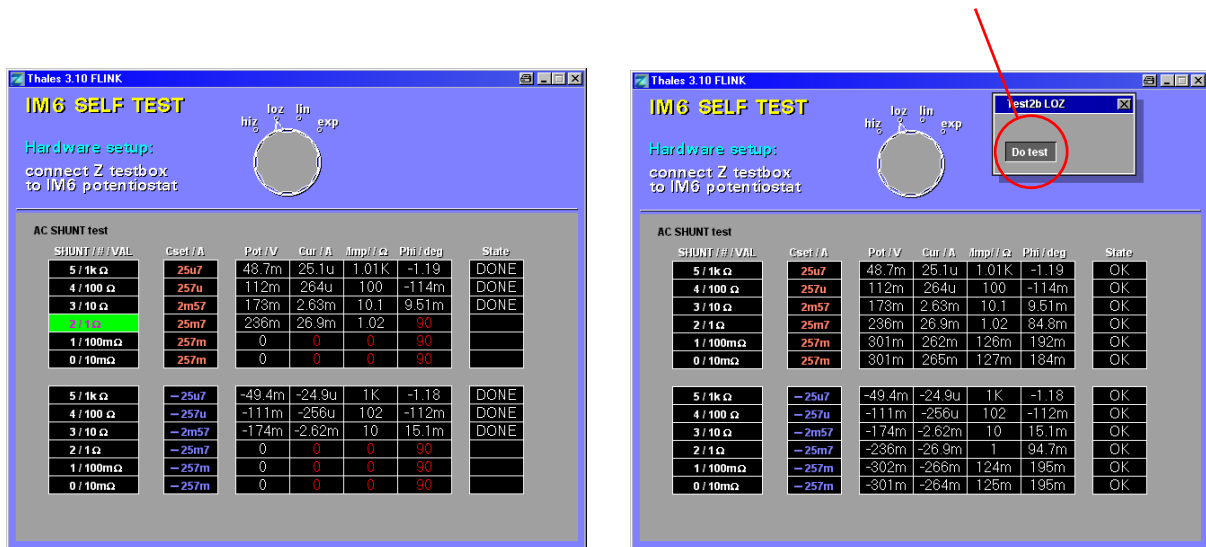 Thales 3.10 FLINK
IM6 SELF TEST
hiz loz lin exp
Hardware setup:
connect Z testbox
to IM6 potentiostat
AC SHUNT test
SHUNT / # / VAL Cset / A Pot / V Cur / A Amp/ / Ω Phi / deg State
5 / 1k Ω 25u7 48.7m 25.1u 1.01K -1.19 DONE
4 / 100 Ω 257u 112m 264u 100 -114m DONE
3 / 10 Ω 2m57 173m 2.63m 10.1 9.51m DONE
2 / 1Ω 25m7 236m 26.9m 1.02 90
1 / 100mΩ 257m 0 0 0 90
0 / 10mΩ 257m 0 0 0 90
5 / 1k Ω −25u7 -49.4m -24.9u 1K -1.18 DONE
4 / 100 Ω −257u -111m -256u 102 -112m DONE
3 / 10 Ω −2m57 -174m -2.62m 10 15.1m DONE
2 / 1Ω −25m7 0 0 0 90
1 / 100mΩ −257m 0 0 0 90
0 / 10mΩ −257m 0 0 0 90
Thales 3.10 FLINK
IM6 SELF TEST
hiz loz lin exp
Test2b LOZ
Do test
Hardware setup:
connect Z testbox
to IM6 potentiostat
AC SHUNT test
SHUNT / # / VAL Cset / A Pot / V Cur / A Amp/ / Ω Phi / deg State
5 / 1k Ω 25u7 48.7m 25.1u 1.01K -1.19 OK
4 / 100 Ω 257u 112m 264u 100 -114m OK
3 / 10 Ω 2m57 173m 2.63m 10.1 9.51m OK
2 / 1Ω 25m7 236m 26.9m 1.02 84.8m OK
1 / 100mΩ 257m 301m 262m 126m 192m OK
0 / 10mΩ 257m 301m 265m 127m 184m OK
5 / 1k Ω −25u7 -49.4m -24.9u 1K -1.18 OK
4 / 100 Ω −257u -111m -256u 102 -112m OK
3 / 10 Ω −2m57 -174m -2.62m 10 15.1m OK
2 / 1Ω −25m7 -236m -26.9m 1 94.7m OK
1 / 100mΩ −257m -302m -266m 124m 195m OK
0 / 10mΩ −257m -301m -264m 125m 195m OK